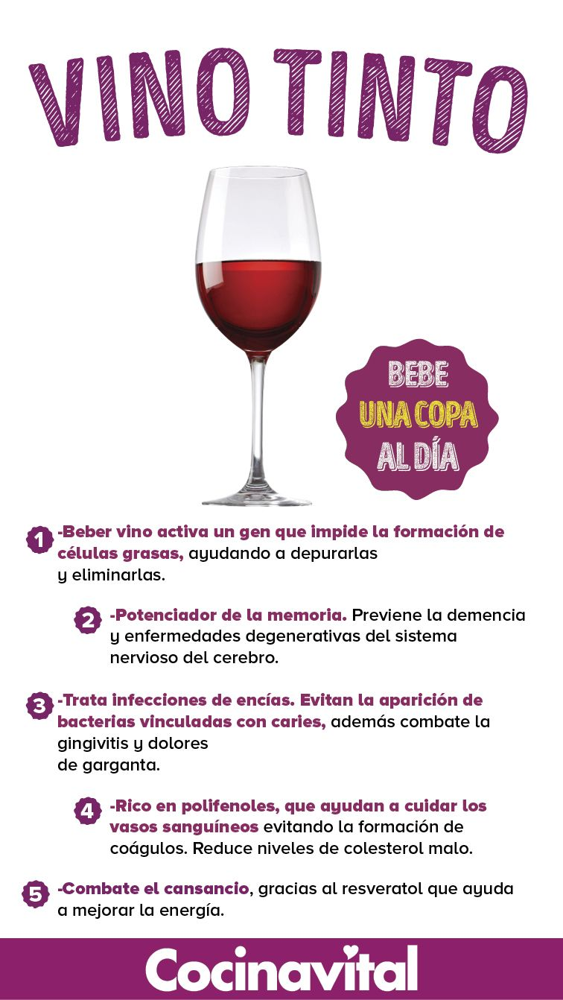 VINO TINTO
BEBE
UNA COPA
AL DÍA
1 -Beber vino activa un gen que impide la formación de
células grasas, ayudando a depurarlas
y eliminarlas.
2 -Potenciador de la memoria. Previene la demencia
y enfermedades degenerativas del sistema
nervioso del cerebro.
3 -Trata infecciones de encías. Evitan la aparición de
bacterias vinculadas con caries, además combate la
gingivitis y dolores
de garganta.
4 -Rico en polifenoles, que ayudan a cuidar los
vasos sanguíneos evitando la formación de
coágulos. Reduce niveles de colesterol malo.
5 -Combate el cansancio, gracias al resveratol que ayuda
a mejorar la energía.
Cocinavital